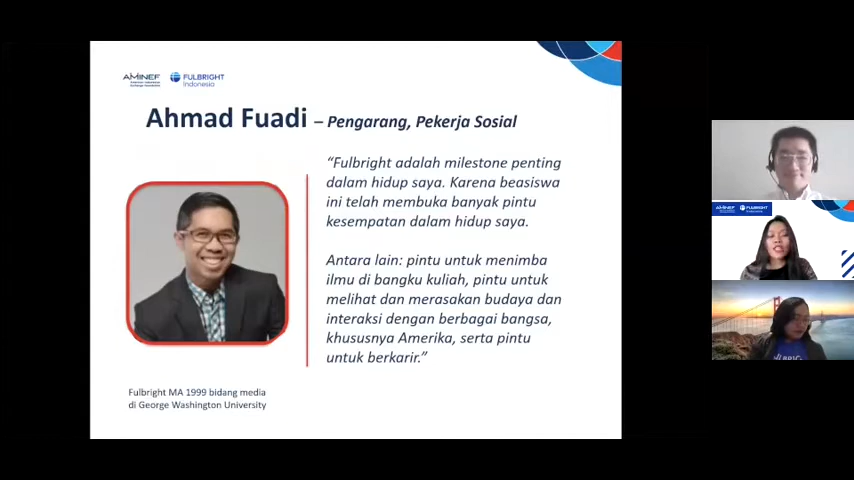 AMINEF
FULBRIGHT
Indonesia
Ahmad Fuadi – Pengarang, Pekerja Sosial
“Fulbright adalah milestone penting
dalam hidup saya. Karena beasiswa
ini telah membuka banyak pintu
kesempatan dalam hidup saya.
Antara lain: pintu untuk menimba
ilmu di bangku kuliah, pintu untuk
melihat dan merasakan budaya dan
interaksi dengan berbagai bangsa,
khususnya Amerika, serta pintu
untuk berkarir.”
Fulbright MA 1999 bidang media
di George Washington University
AMINEF
FULBRIGHT